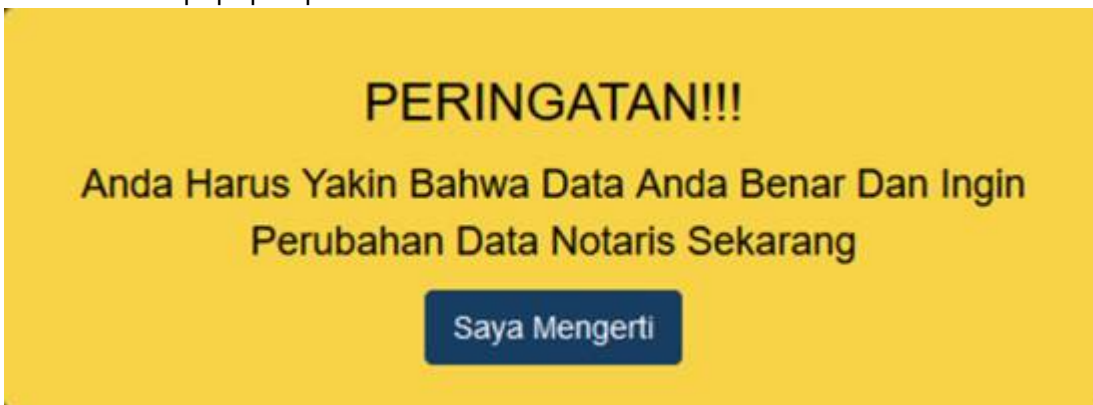 PERINGATAN!!!
Anda Harus Yakin Bahwa Data Anda Benar Dan Ingin
Perubahan Data Notaris Sekarang
Saya Mengerti